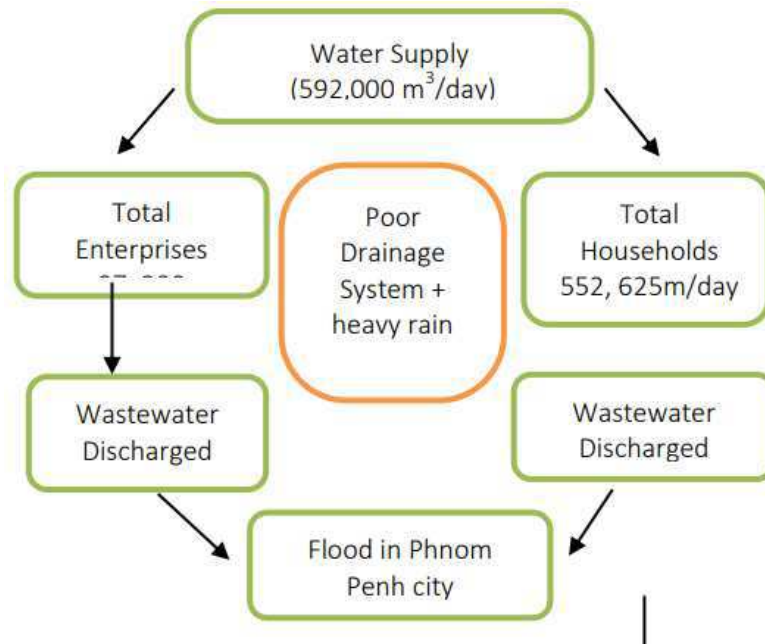 Water Supply
(592,000 m³/day)
Total
Enterprises
Poor
Drainage
System +
heavy rain
Total
Households
552, 625m/day
Wastewater
Discharged
Wastewater
Discharged
Flood in Phnom
Penh city